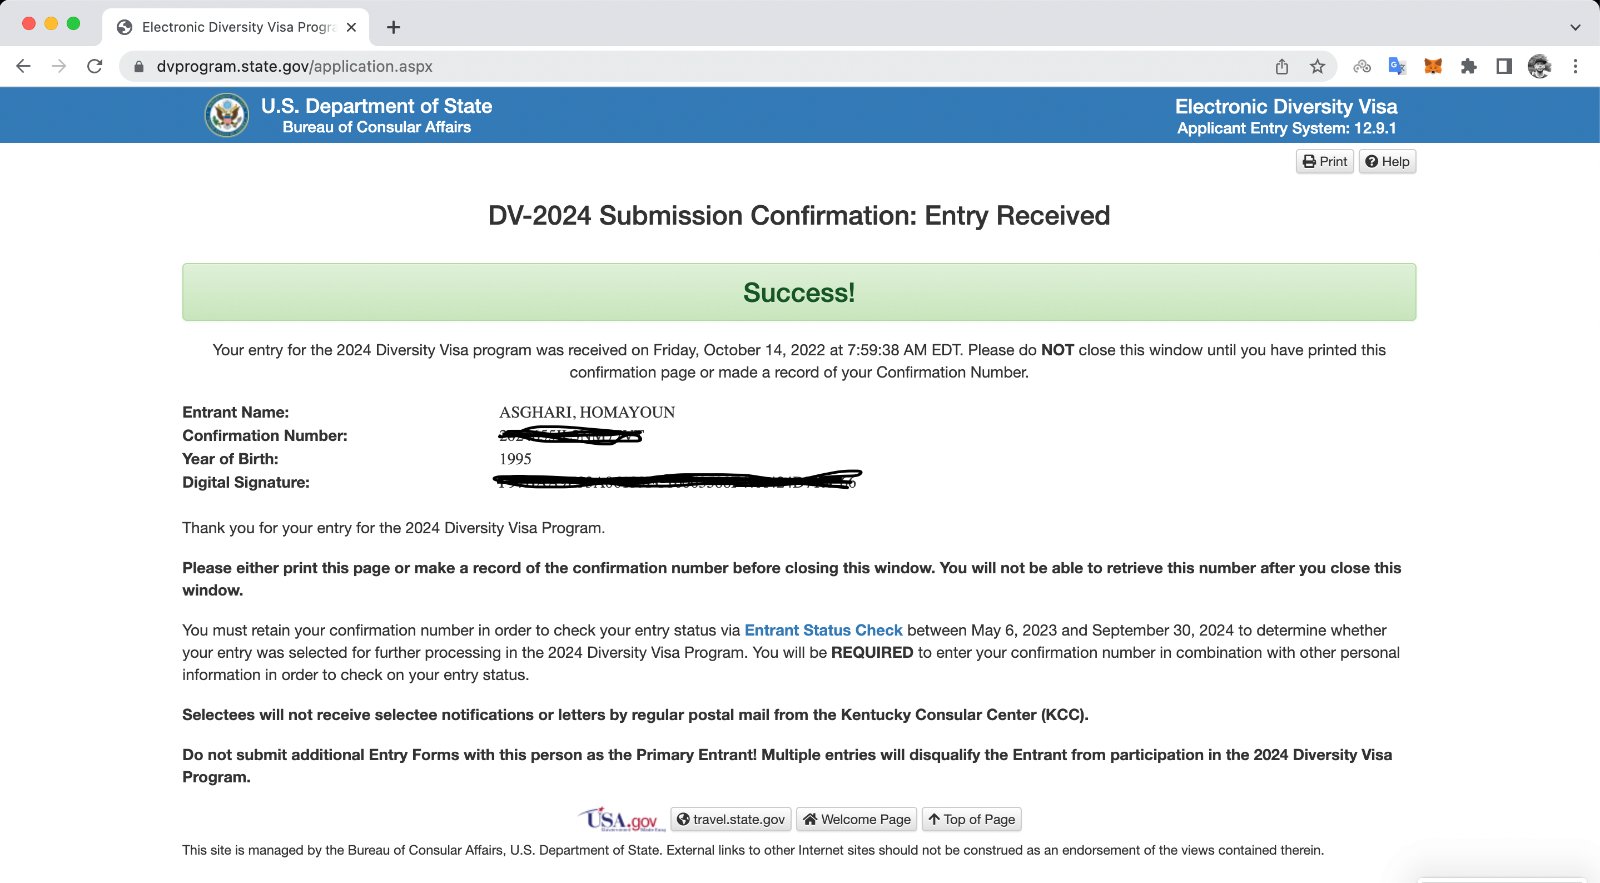 Electronic Diversity Visa Progra
dvprogram.state.gov/application.aspx
U.S. Department of State
Bureau of Consular Affairs
Electronic Diversity Visa
Applicant Entry System: 12.9.1
Print Help
DV-2024 Submission Confirmation: Entry Received
Success!
Your entry for the 2024 Diversity Visa program was received on Friday, October 14, 2022 at 7:59:38 AM EDT. Please do NOT close this window until you have printed this
confirmation page or made a record of your Confirmation Number.
Entrant Name: ASGHARI, HOMAYOUN
Confirmation Number:
Year of Birth: 1995
Digital Signature:
Thank you for your entry for the 2024 Diversity Visa Program.
Please either print this page or make a record of the confirmation number before closing this window. You will not be able to retrieve this number after you close this
window.
You must retain your confirmation number in order to check your entry status via Entrant Status Check between May 6, 2023 and September 30, 2024 to determine whether
your entry was selected for further processing in the 2024 Diversity Visa Program. You will be REQUIRED to enter your confirmation number in combination with other personal
information in order to check on your entry status.
Selectees will not receive selectee notifications or letters by regular postal mail from the Kentucky Consular Center (KCC).
Do not submit additional Entry Forms with this person as the Primary Entrant! Multiple entries will disqualify the Entrant from participation in the 2024 Diversity Visa
Program.
USA.gov travel.state.gov Welcome Page Top of Page
This site is managed by the Bureau of Consular Affairs, U.S. Department of State. External links to other Internet sites should not be construed as an endorsement of the views contained therein.